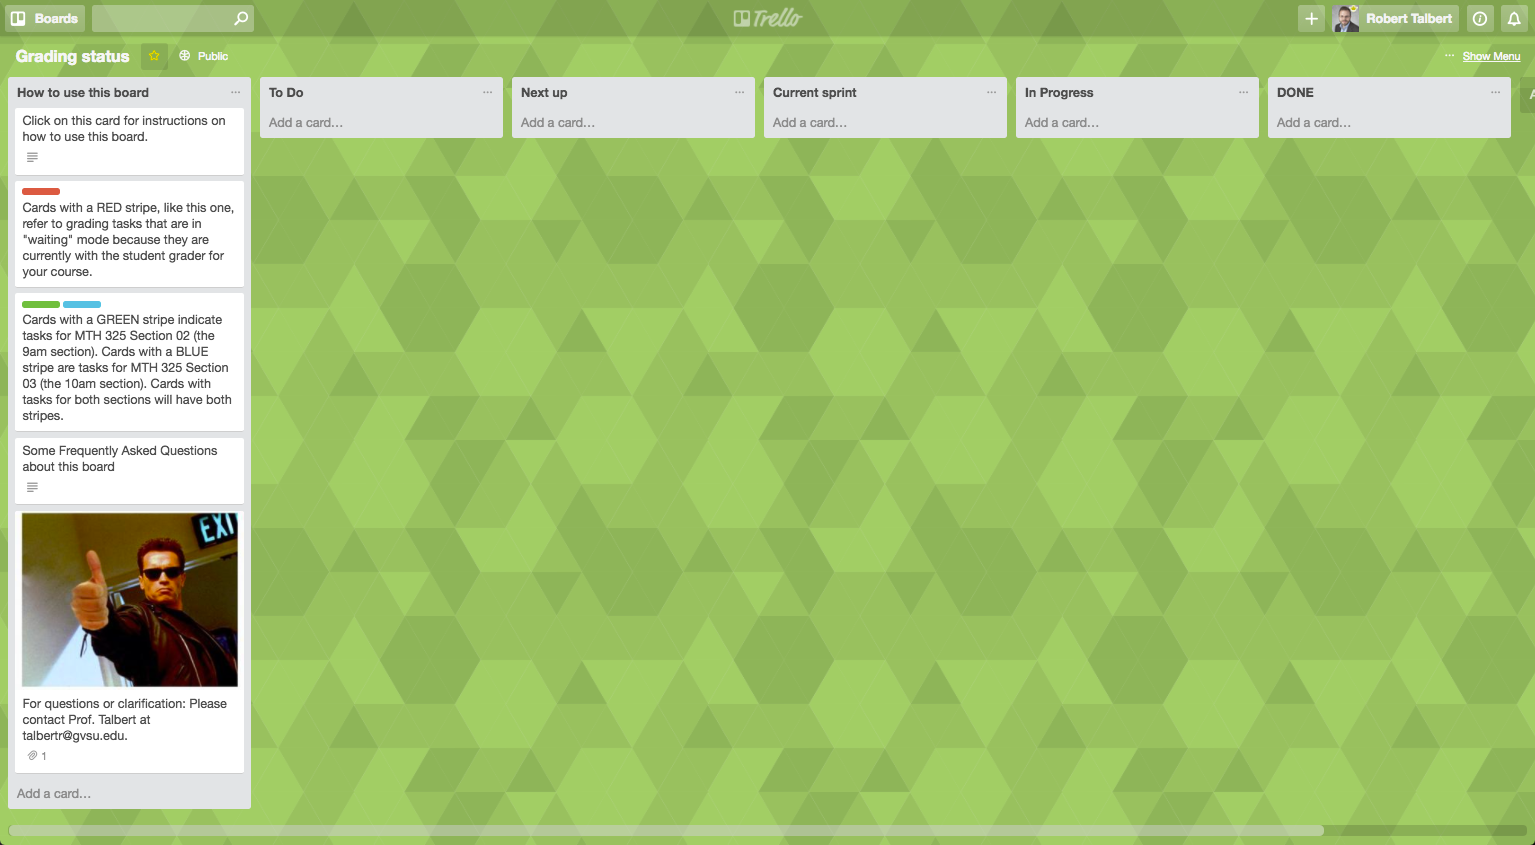 Boards
Trello
Robert Talbert
Grading status
Public
... Show Menu
How to use this board ...
Click on this card for instructions on
how to use this board.
Cards with a RED stripe, like this one,
refer to grading tasks that are in
"waiting" mode because they are
currently with the student grader for
your course.
Cards with a GREEN stripe indicate
tasks for MTH 325 Section 02 (the
9am section). Cards with a BLUE
stripe are tasks for MTH 325 Section
03 (the 10am section). Cards with
tasks for both sections will have both
stripes.
Some Frequently Asked Questions
about this board
EXI
For questions or clarification: Please
contact Prof. Talbert at
talbertr@gvsu.edu.
1
Add a card...
To Do ...
Add a card...
Next up ...
Add a card...
Current sprint ...
Add a card...
In Progress ...
Add a card...
DONE ...
Add a card...
A